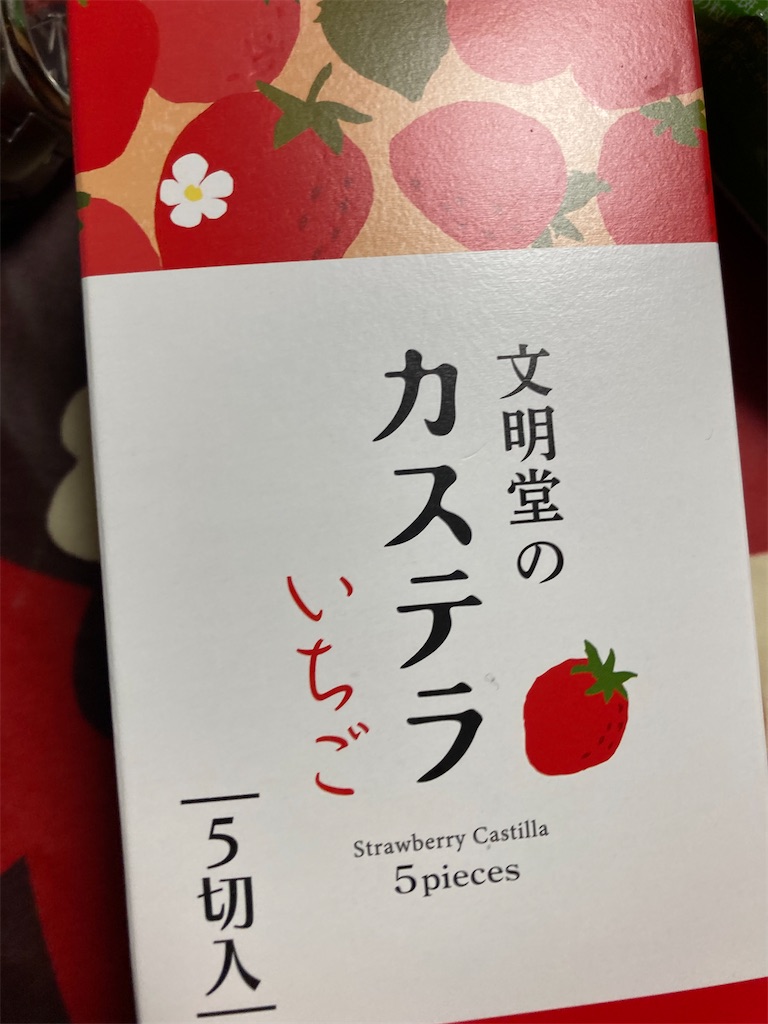 文明堂の
カステラ
いちご
Strawberry Castilla
5pieces
5切入